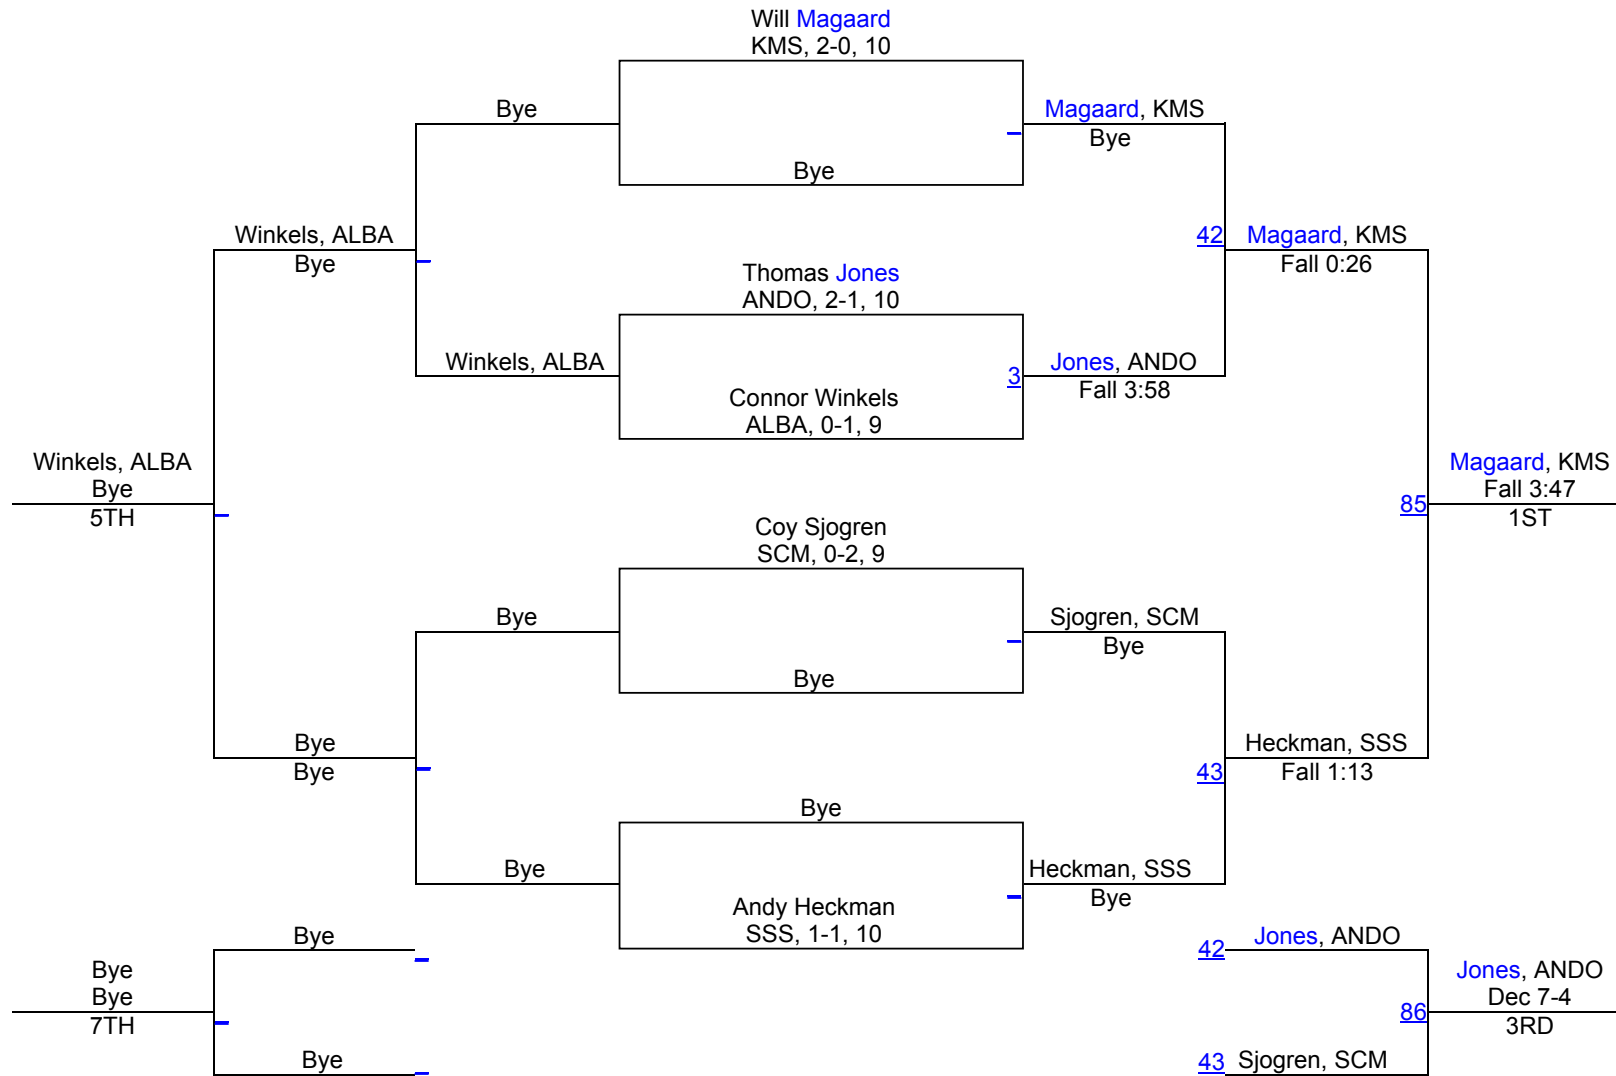 Will Magaard
KMS, 2-0, 10
Bye
Magaard, KMS
Bye
Bye
Winkels, ALBA
Bye
42
Magaard, KMS
Fall 0:26
Thomas Jones
ANDO, 2-1, 10
Winkels, ALBA
3
Jones, ANDO
Fall 3:58
Connor Winkels
ALBA, 0-1, 9
Winkels, ALBA
Bye
5TH
85
Magaard, KMS
Fall 3:47
1ST
Coy Sjogren
SCM, 0-2, 9
Bye
Sjogren, SCM
Bye
Bye
Bye
Bye
43
Heckman, SSS
Fall 1:13
Bye
Bye
Heckman, SSS
Bye
Andy Heckman
SSS, 1-1, 10
Bye
42
Jones, ANDO
Bye
Bye
7TH
86
Jones, ANDO
Dec 7-4
3RD
Bye
43
Sjogren, SCM